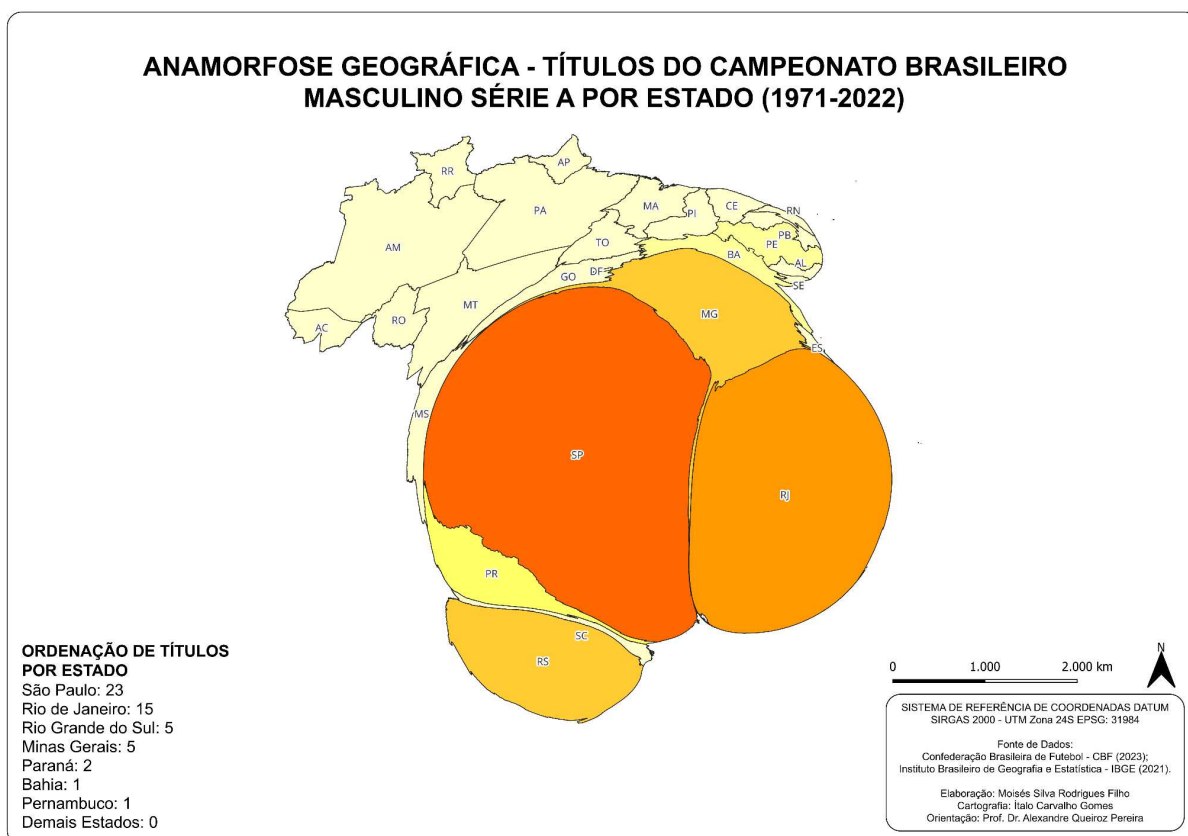 ANAMORFOSE GEOGRÁFICA - TÍTULOS DO CAMPEONATO BRASILEIRO
MASCULINO SÉRIE A POR ESTADO (1971-2022)
RR
AP
AM
PA
MA
PI
CE
RN
PB
PE
AL
SE
TO
BA
GO
DF
MT
RO
AC
MG
ES
MS
SP
RJ
PR
SC
RS
ORDENAÇÃO DE TÍTULOS
POR ESTADO
São Paulo: 23
Rio de Janeiro: 15
Rio Grande do Sul: 5
Minas Gerais: 5
Paraná: 2
Bahia: 1
Pernambuco: 1
Demais Estados: 0
N
0 1.000 2.000 km
SISTEMA DE REFERÊNCIA DE COORDENADAS DATUM
SIRGAS 2000 - UTM Zona 24S EPSG: 31984
Fonte de Dados:
Confederação Brasileira de Futebol - CBF (2023);
Instituto Brasileiro de Geografia e Estatística - IBGE (2021).
Elaboração: Moisés Silva Rodrigues Filho
Cartografia: Ítalo Carvalho Gomes
Orientação: Prof. Dr. Alexandre Queiroz Pereira